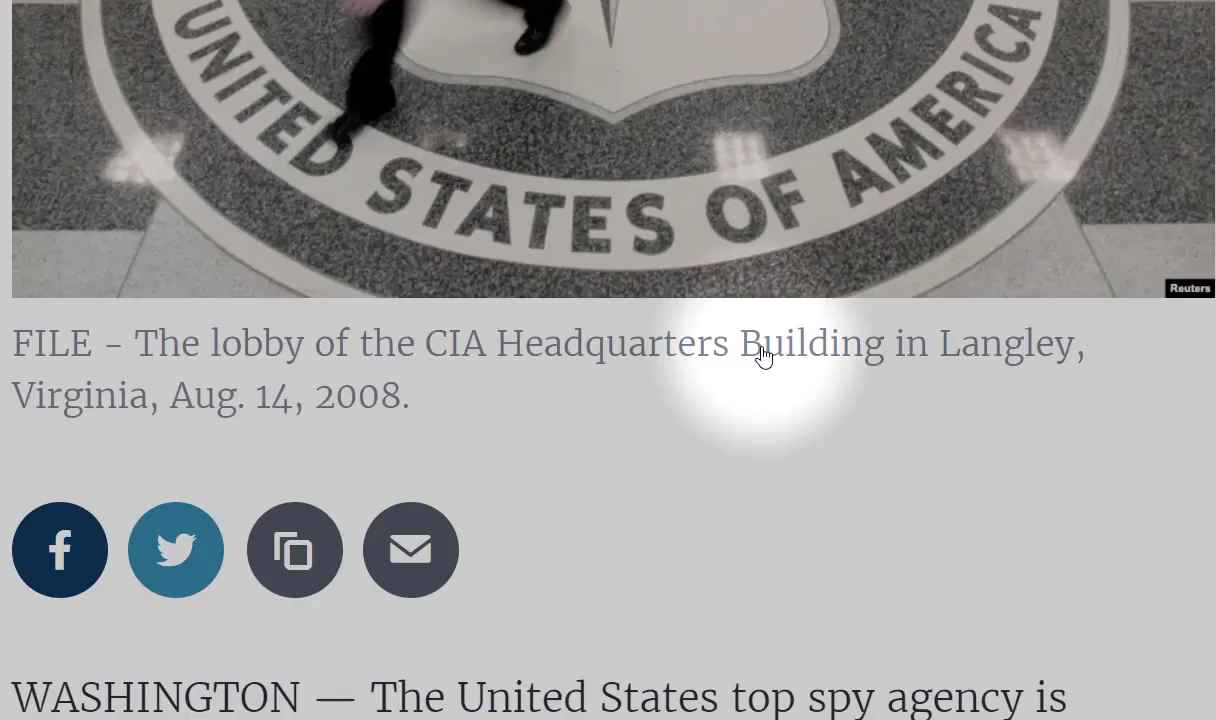 UNITED STATES OF AMERICA
Reuters
FILE - The lobby of the CIA Headquarters Building in Langley,
Virginia, Aug. 14, 2008.
WASHINGTON — The United States top spy agency is